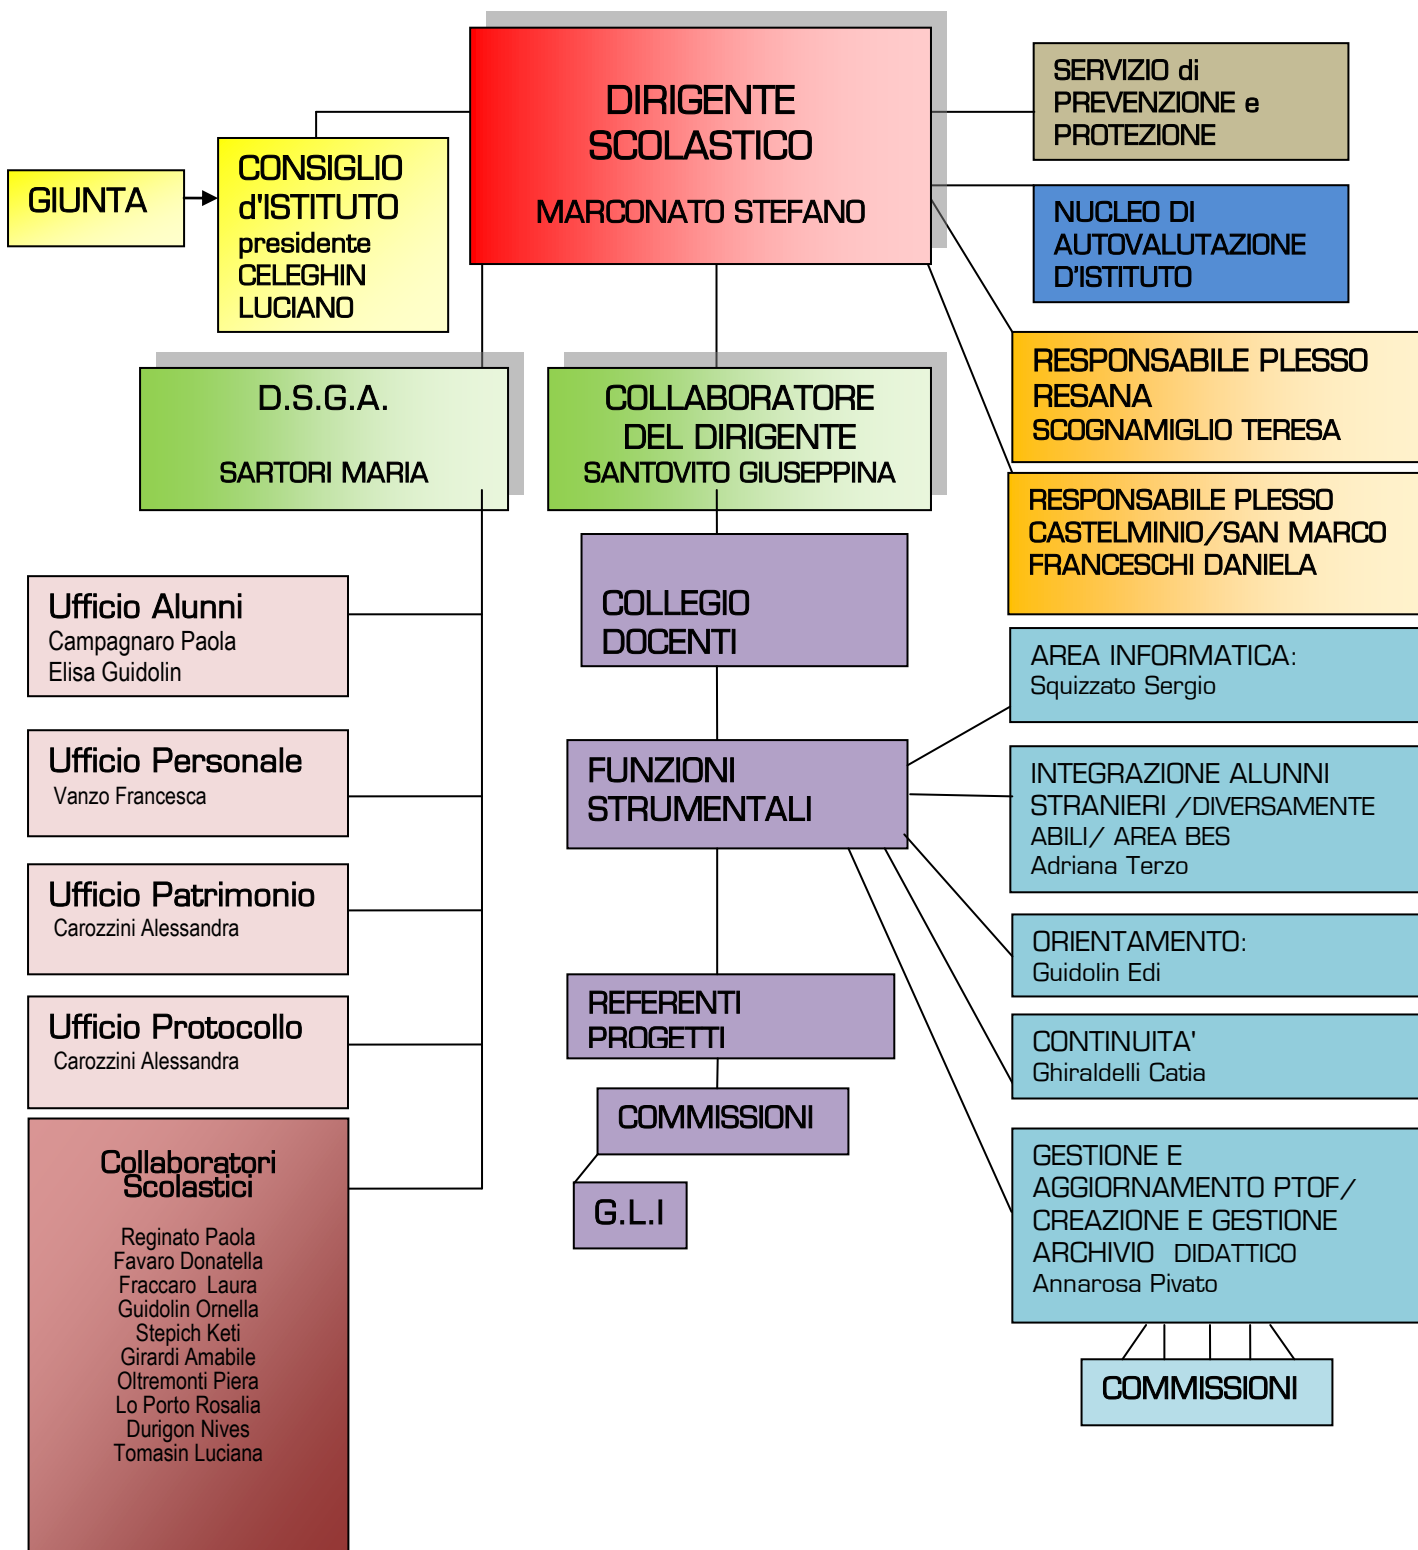 DIRIGENTE
SCOLASTICO
MARCONATO STEFANO
SERVIZIO di
PREVENZIONE e
PROTEZIONE
GIUNTA
CONSIGLIO
d'ISTITUTO
presidente
CELEGHIN
LUCIANO
NUCLEO DI
AUTOVALUTAZIONE
D'ISTITUTO
RESPONSABILE PLESSO
RESANA
SCOGNAMIGLIO TERESA
D.S.G.A.
SARTORI MARIA
COLLABORATORE
DEL DIRIGENTE
SANTOVITO GIUSEPPINA
RESPONSABILE PLESSO
CASTELMINIO/SAN MARCO
FRANCESCHI DANIELA
Ufficio Alunni
Campagnaro Paola
Elisa Guidolin
Ufficio Personale
Vanzo Francesca
Ufficio Patrimonio
Carozzini Alessandra
Ufficio Protocollo
Carozzini Alessandra
Collaboratori
Scolastici
Reginato Paola
Favaro Donatella
Fraccaro Laura
Guidolin Ornella
Stepich Keti
Girardi Amabile
Oltremonti Piera
Lo Porto Rosalia
Durigon Nives
Tomasin Luciana
COLLEGIO
DOCENTI
FUNZIONI
STRUMENTALI
REFERENTI
PROGETTI
COMMISSIONI
G.L.I
AREA INFORMATICA:
Squizzato Sergio
INTEGRAZIONE ALUNNI
STRANIERI /DIVERSAMENTE
ABILI/ AREA BES
Adriana Terzo
ORIENTAMENTO:
Guidolin Edi
CONTINUITA'
Ghiraldelli Catia
GESTIONE E
AGGIORNAMENTO PTOF/
CREAZIONE E GESTIONE
ARCHIVIO DIDATTICO
Annarosa Pivato
COMMISSIONI